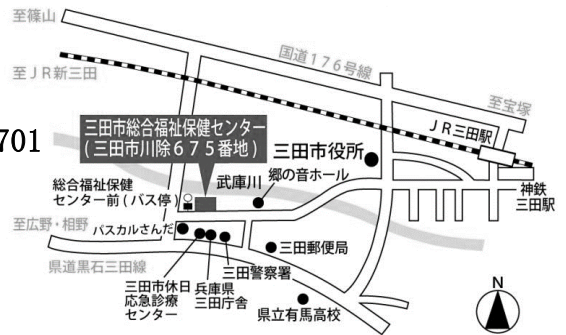 至篠山
国道176号線
至JR新三田
至宝塚
JR三田駅
701
三田市総合福祉保健センター
(三田市川除675番地)
三田市役所
武庫川
郷の音ホール
神鉄
三田駅
総合福祉保健
センター前(バス停)
至広野・相野
パスカルさんだ
三田郵便局
県道黒石三田線
三田警察署
三田市休日
応急診療
センター
兵庫県
三田庁舎
県立有馬高校
N